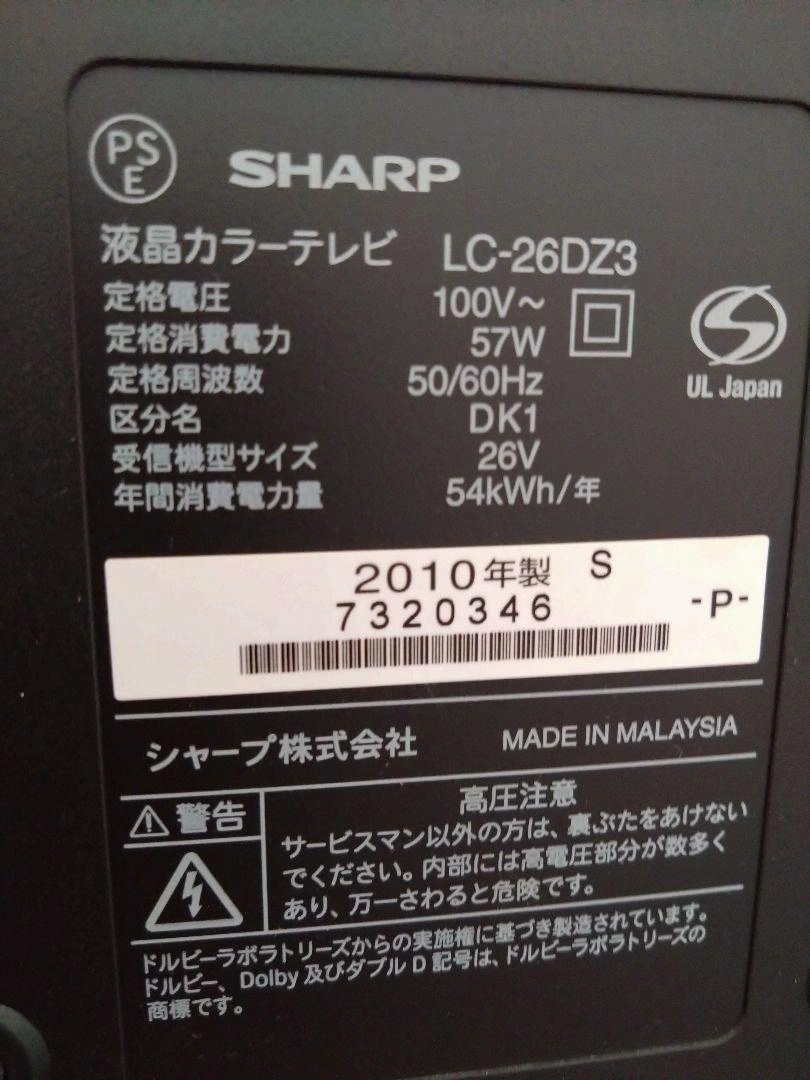 PS
E
SHARP
液晶カラーテレビ LC-26DZ3
定格電圧 100V~
定格消費電力 57W
定格周波数 50/60Hz
区分名 DK1
受信機型サイズ 26V
年間消費電力量 54kWh/年
S
UL Japan
2010年製 S
7320346
-P-
シャープ株式会社 MADE IN MALAYSIA
警告
高圧注意
サービスマン以外の方は、裏ぶたをあけない
でください。内部には高電圧部分が数多く
あり、万一さわると危険です。
ドルビーラボラトリーズからの実施権に基づき製造されています。
ドルビー、Dolby及びダブルD記号は、ドルビーラボラトリーズの
商標です。